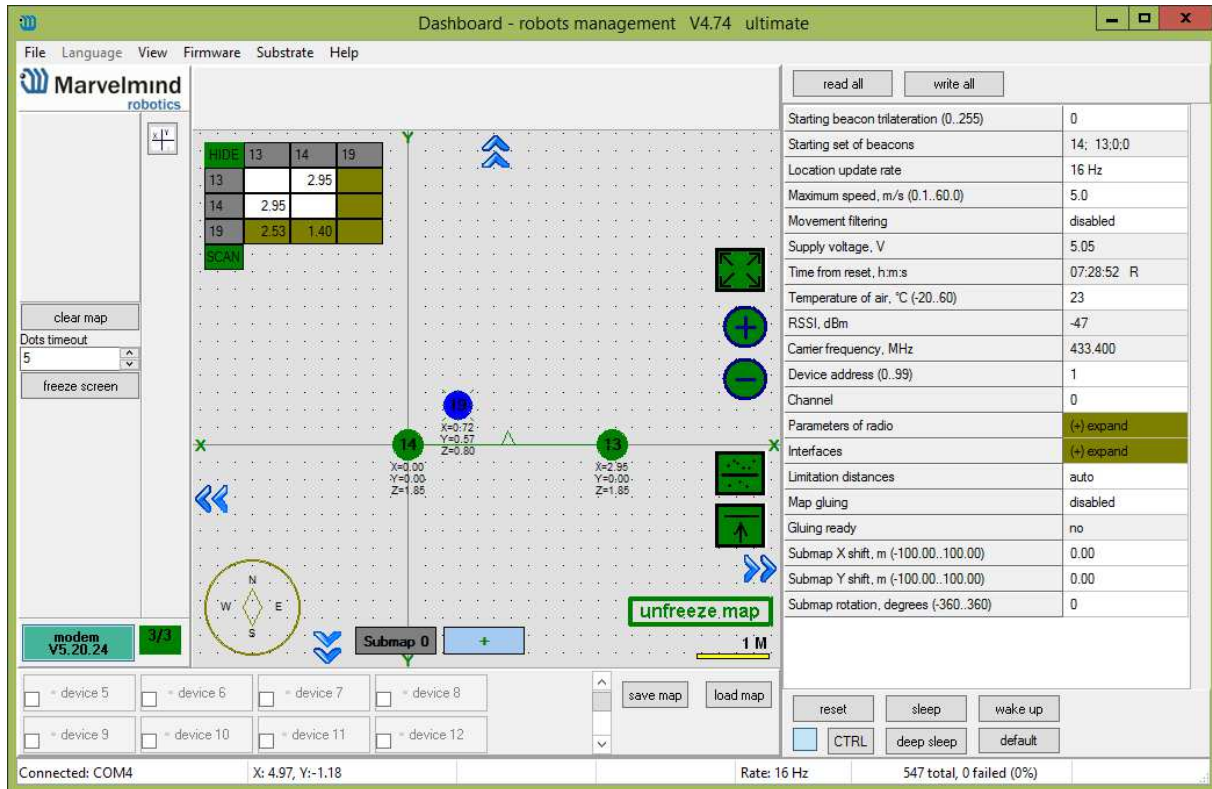 Dashboard - robots management V4.74 ultimate
File Language View Firmware Substrate Help
Marvelmind
robotics
read all write all
Starting beacon trilateration (0..255) 0
Starting set of beacons 14; 13;0;0
Location update rate 16 Hz
Maximum speed, m/s (0.1..60.0) 5.0
Movement filtering disabled
Supply voltage, V 5.05
Time from reset, h:m:s 07:28:52 R
Temperature of air, °C (-20..60) 23
RSSI, dBm -47
Carrier frequency, MHz 433.400
Device address (0..99) 1
Channel 0
Parameters of radio (+) expand
Interfaces (+) expand
Limitation distances auto
Map gluing disabled
Gluing ready no
Submap X shift, m (-100.00..100.00) 0.00
Submap Y shift, m (-100.00..100.00) 0.00
Submap rotation, degrees (-360..360) 0
X Y
HIDE 13 14 19
13 2.95
14 2.95
19 2.53 1.40
SCAN
Y
clear map
Dots timeout
5
freeze screen
19
X=0.72
Y=0.57
Z=0.80
X 14 13 X
X=0.00
Y=0.00
Z=1.85
X=2.95
Y=0.00
Z=1.85
N
W E
S
unfreeze map
modem
V5.20.24
3/3
Submap 0 +
1 M
Y
device 5 device 6 device 7 device 8
save map load map
device 9 device 10 device 11 device 12
reset sleep wake up
CTRL deep sleep default
Connected: COM4 X: 4.97, Y:-1.18 Rate: 16 Hz 547 total, 0 failed (0%)